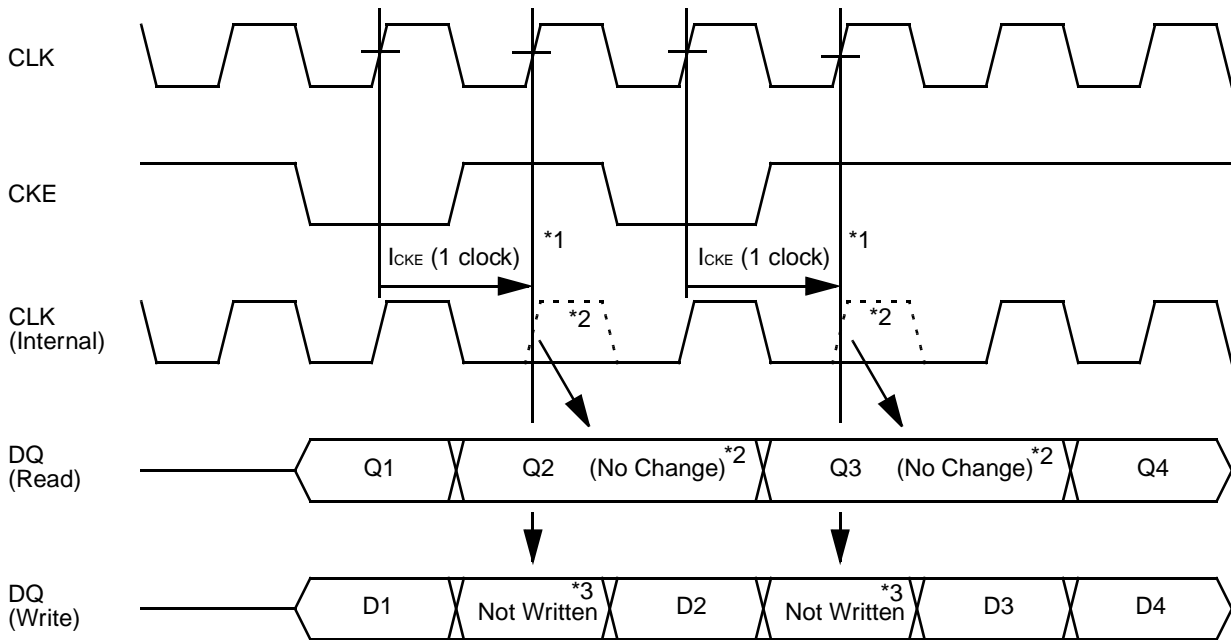 CLK
CKE
*1
*1
ICKE (1 clock)
ICKE (1 clock)
CLK
(Internal)
*2
*2
DQ
(Read)
Q1
Q2
(No Change)*2
Q3
(No Change)*2
Q4
DQ
(Write)
D1
*3
Not Written
D2
*3
Not Written
D3
D4